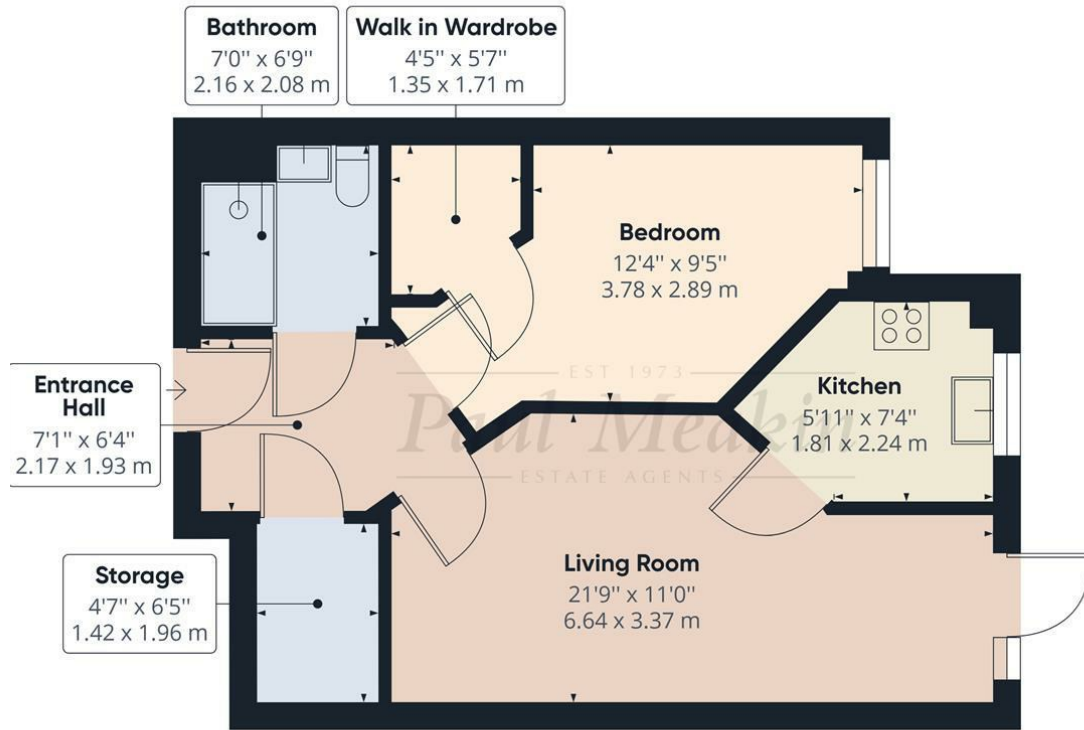 Bathroom
7'0" x 6'9"
2.16 x 2.08 m
Walk in Wardrobe
4'5" x 5'7"
1.35 x 1.71 m
Bedroom
12'4" x 9'5"
3.78 x 2.89 m
Entrance
Hall
7'1" x 6'4"
2.17 x 1.93 m
Kitchen
5'11" x 7'4"
1.81 x 2.24 m
EST 1973
Paul Meakin
ESTATE AGENTS
Storage
4'7" x 6'5"
1.42 x 1.96 m
Living Room
21'9" x 11'0"
6.64 x 3.37 m